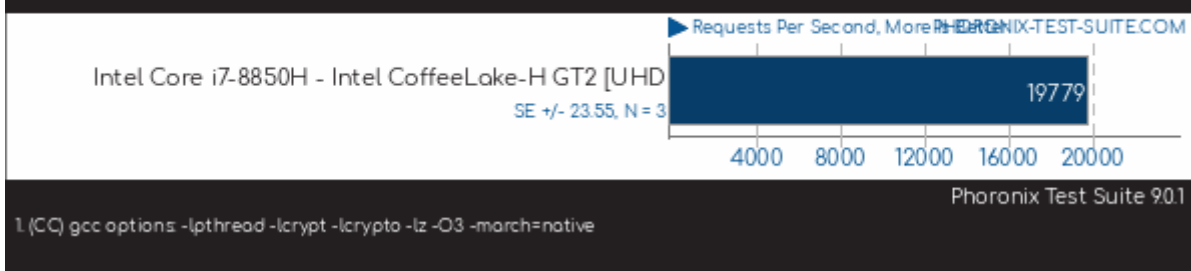 ▶ Requests Per Second, More Is Better PHORONIX-TEST-SUITE.COM
Intel Core i7-8850H - Intel CoffeeLake-H GT2 [UHD
19779
SE +/- 23.55, N = 3
4000 8000 12000 16000 20000
Phoronix Test Suite 9.0.1
1. (CC) gcc options: -lpthread -lcrypt -lcrypto -lz -O3 -march=native